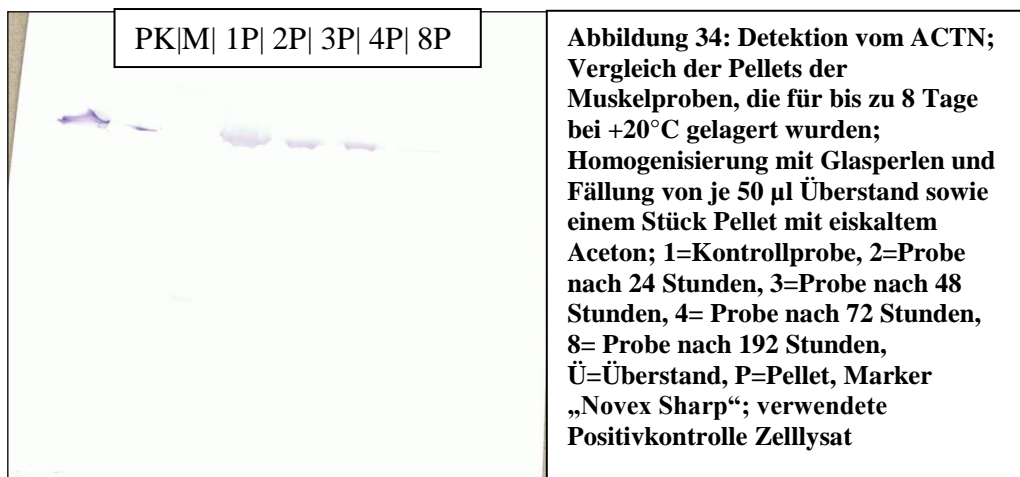 PK|M| 1P| 2P| 3P| 4P| 8P
Abbildung 34: Detektion vom ACTN;
Vergleich der Pellets der
Muskelproben, die für bis zu 8 Tage
bei +20°C gelagert wurden;
Homogenisierung mit Glasperlen und
Fällung von je 50 µl Überstand sowie
einem Stück Pellet mit eiskaltem
Aceton; 1=Kontrollprobe, 2=Probe
nach 24 Stunden, 3=Probe nach 48
Stunden, 4= Probe nach 72 Stunden,
8= Probe nach 192 Stunden,
Ü=Überstand, P=Pellet, Marker
„Novex Sharp“; verwendete
Positivkontrolle Zelllysat